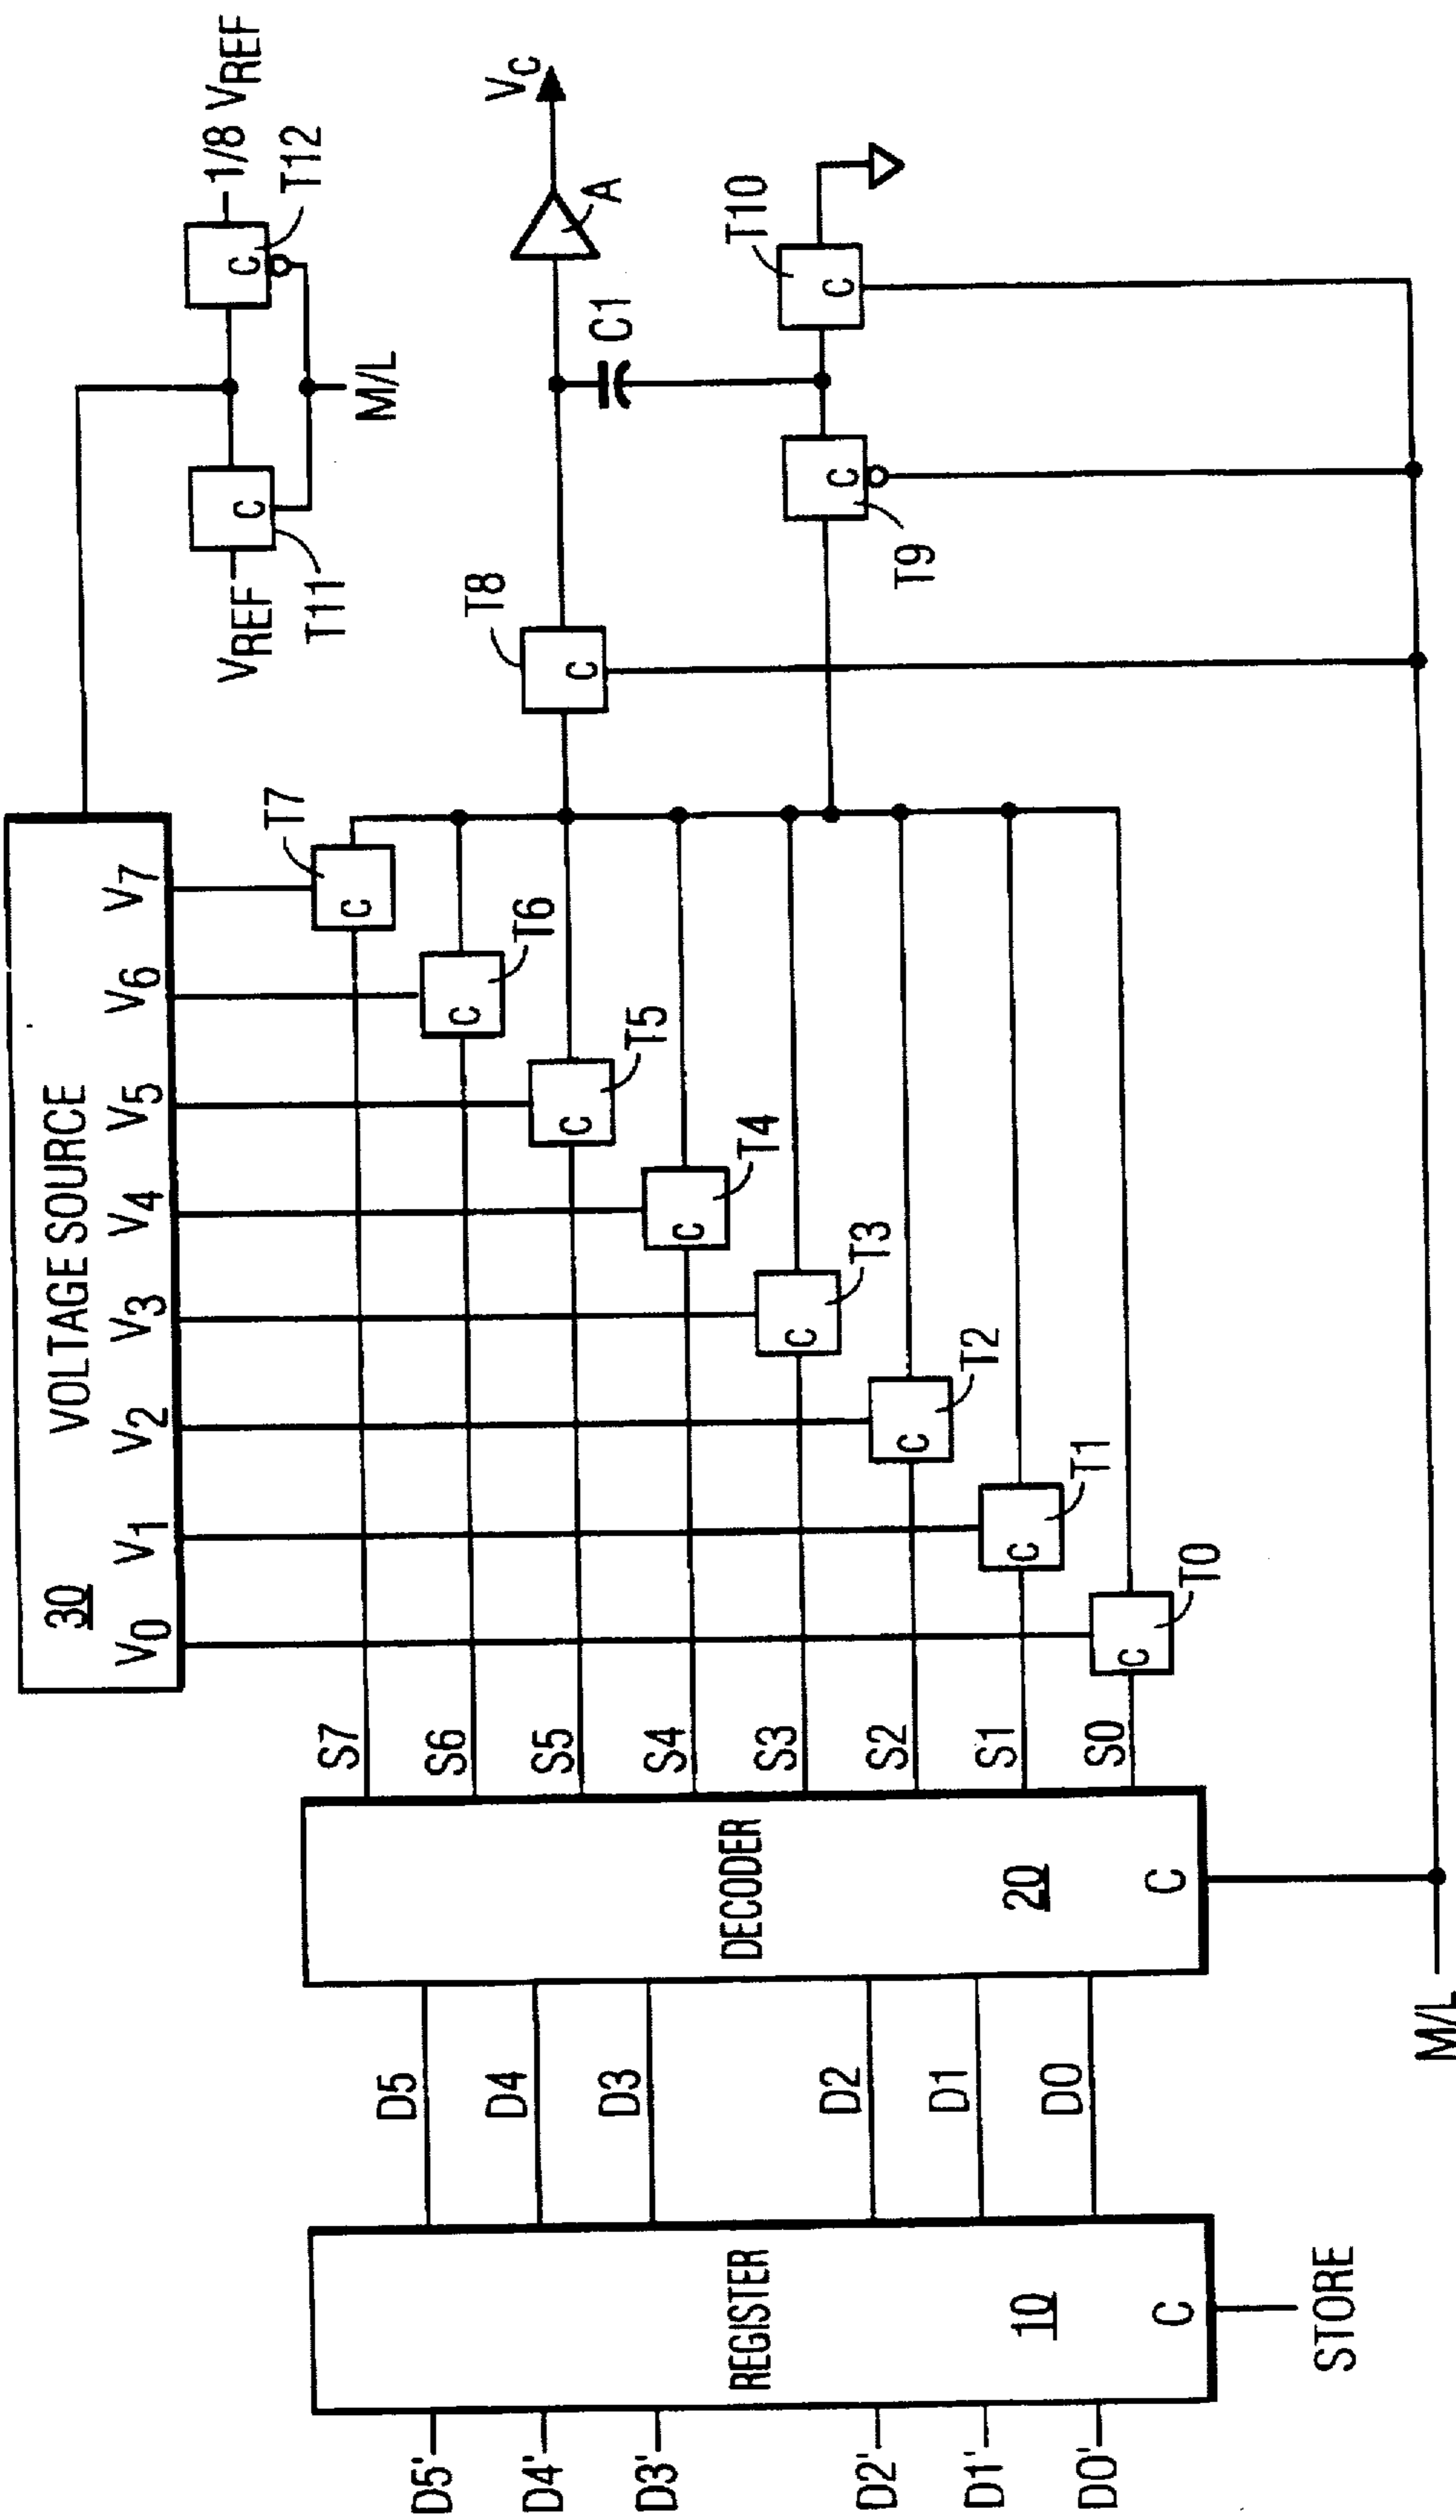 30 VOLTAGE SOURCE
V0 V1 V2 V3 V4 V5 V6 V7
VREF
T11
C
C
1/8 VREF
T12
M/L
D5'
D4'
D3'
D2'
D1'
D0'
REGISTER
10
C
STORE
D5
D4
D3
D2
D1
D0
DECODER
20
C
M/L
S7
S6
S5
S4
S3
S2
S1
S0
C
T7
C
T6
C
T5
C
T4
C
T3
C
T2
C
T1
C
T0
T8
C
C1
A
VC
C
T9
T10
C